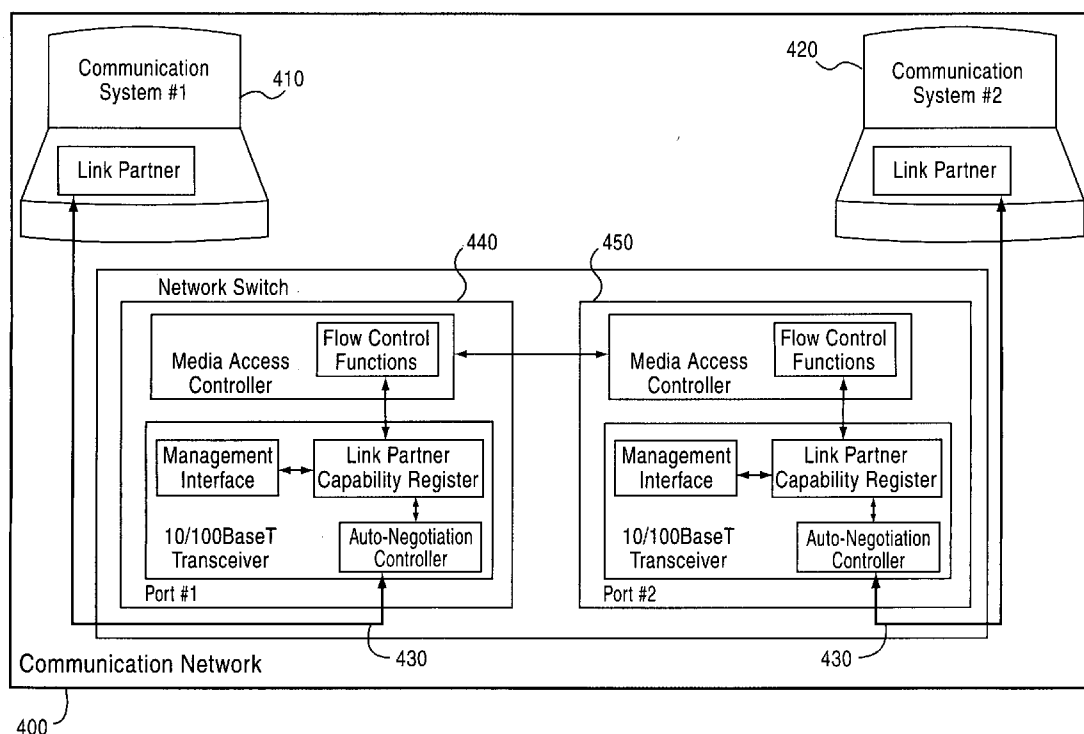 Communication
System #1
410
Link Partner
420
Communication
System #2
Link Partner
440
450
Network Switch
Flow Control
Functions
Media Access
Controller
Management
Interface
Link Partner
Capability Register
10/100BaseT
Transceiver
Auto-Negotiation
Controller
Port #1
Flow Control
Functions
Media Access
Controller
Management
Interface
Link Partner
Capability Register
10/100BaseT
Transceiver
Auto-Negotiation
Controller
Port #2
430
430
Communication Network
400